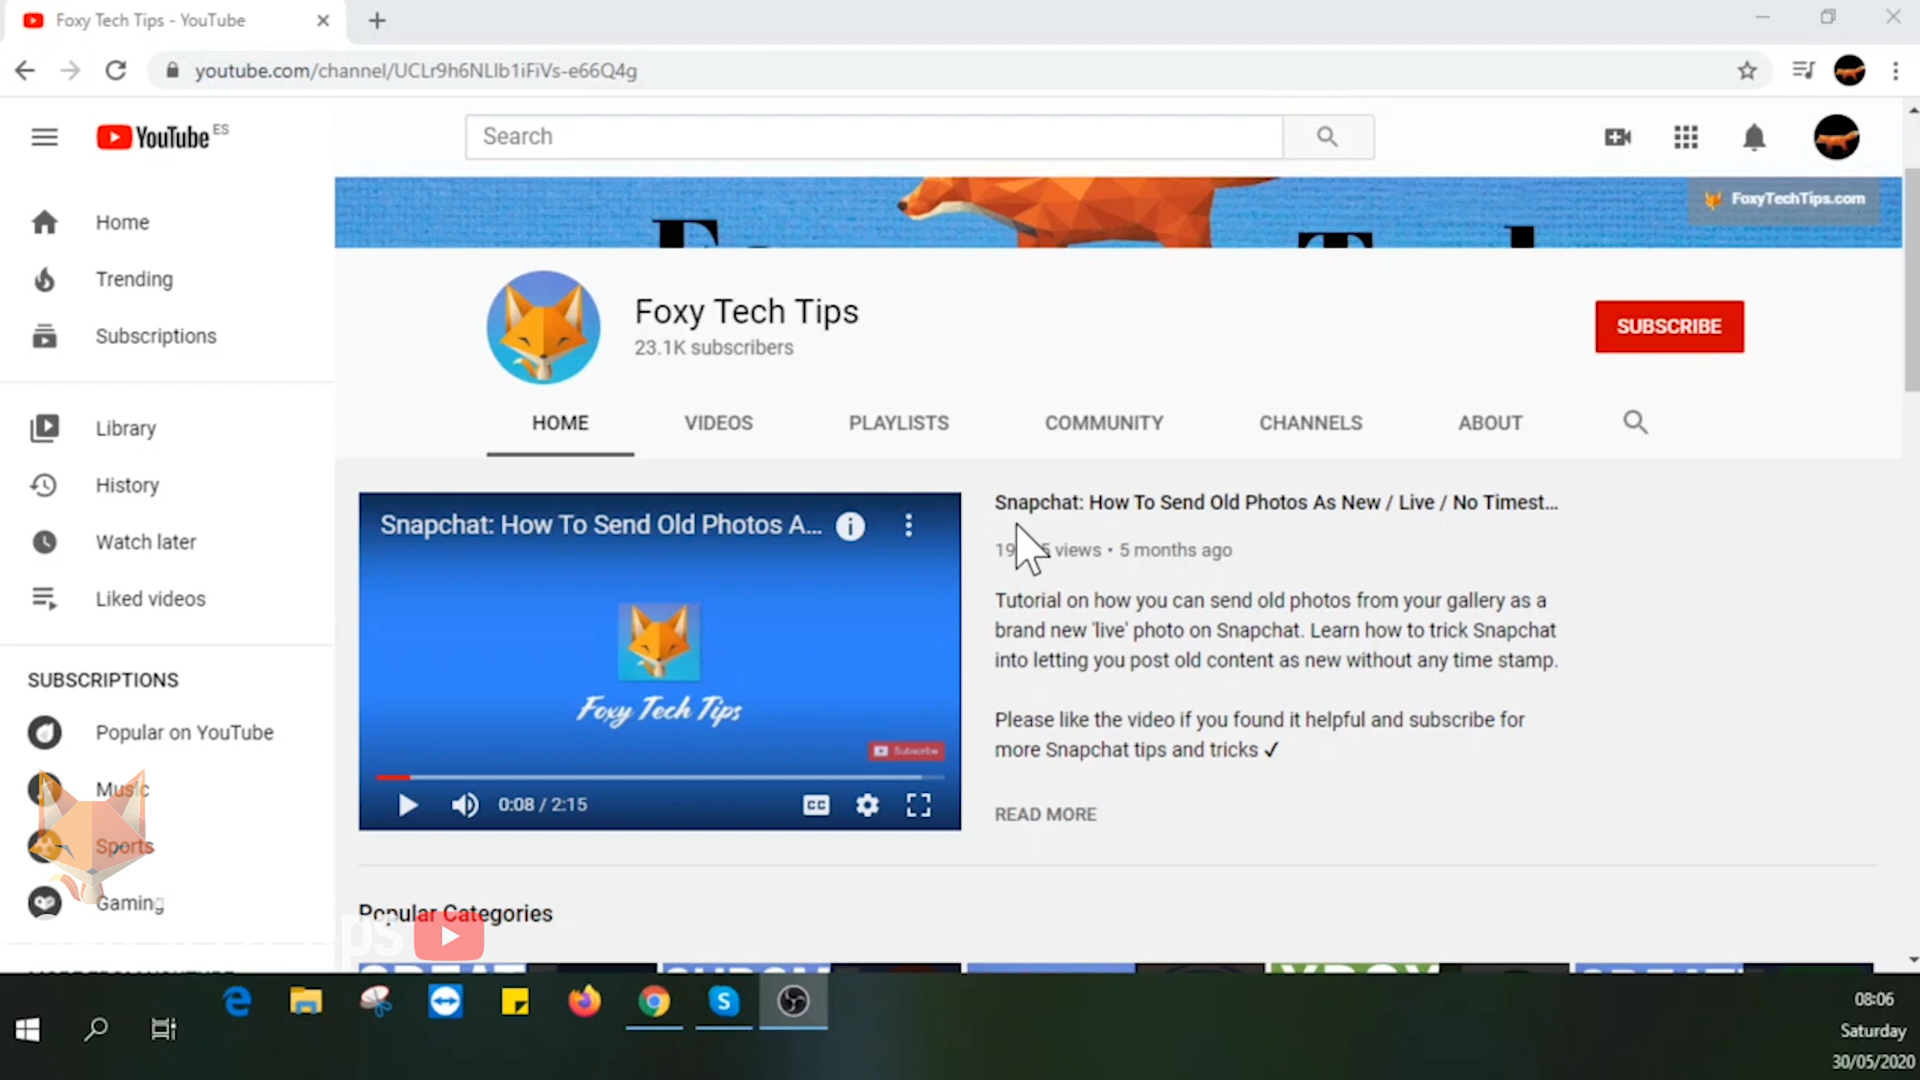 Foxy Tech Tips - YouTube
youtube.com/channel/UCLr9h6NLlb1iFiVs-e66Q4g
YouTube ES
Search
FoxyTechTips.com
Home
Trending
Subscriptions
Library
History
Watch later
Liked videos
SUBSCRIPTIONS
Popular on YouTube
Music
Sports
Gaming
Foxy Tech Tips
23.1K subscribers
SUBSCRIBE
HOME
VIDEOS
PLAYLISTS
COMMUNITY
CHANNELS
ABOUT
Snapchat: How To Send Old Photos A...
Foxy Tech Tips
Subscribe
0:08 / 2:15
CC
Snapchat: How To Send Old Photos As New / Live / No Timest...
views • 5 months ago
Tutorial on how you can send old photos from your gallery as a
brand new 'live' photo on Snapchat. Learn how to trick Snapchat
into letting you post old content as new without any time stamp.
Please like the video if you found it helpful and subscribe for
more Snapchat tips and tricks ✓
READ MORE
Popular Categories
08:06
Saturday
30/05/2020